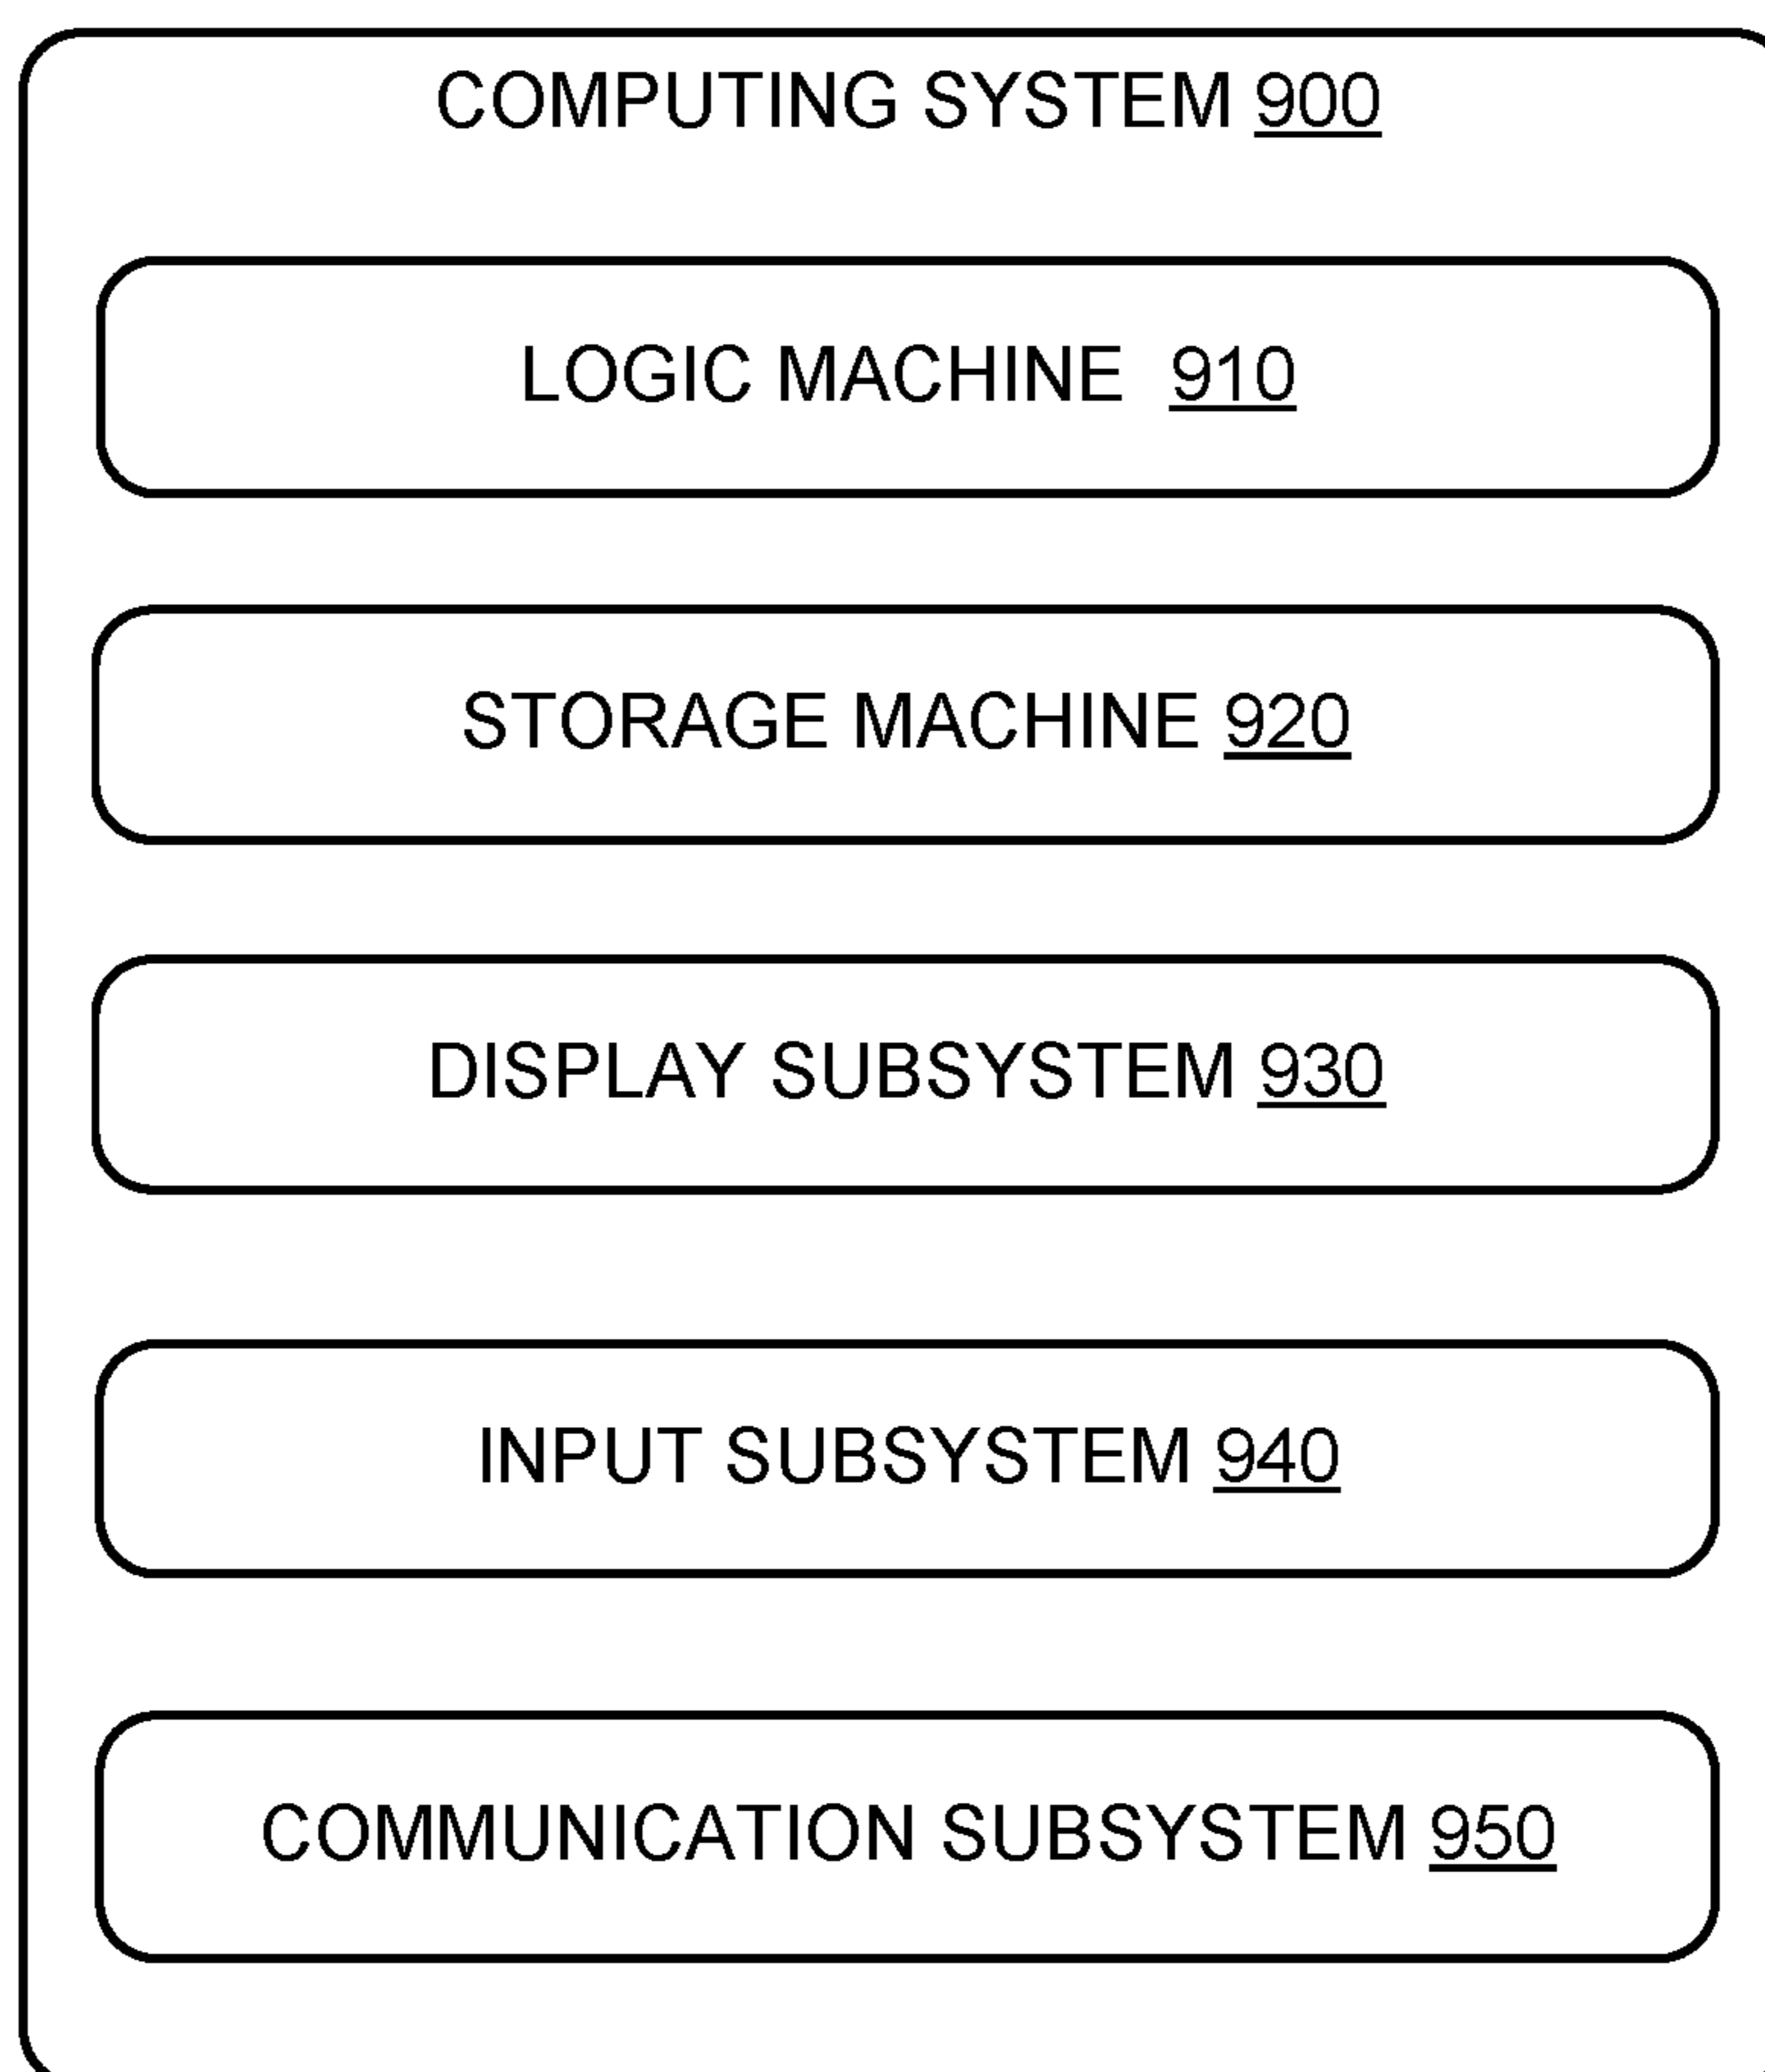 COMPUTING SYSTEM 900
LOGIC MACHINE 910
STORAGE MACHINE 920
DISPLAY SUBSYSTEM 930
INPUT SUBSYSTEM 940
COMMUNICATION SUBSYSTEM 950